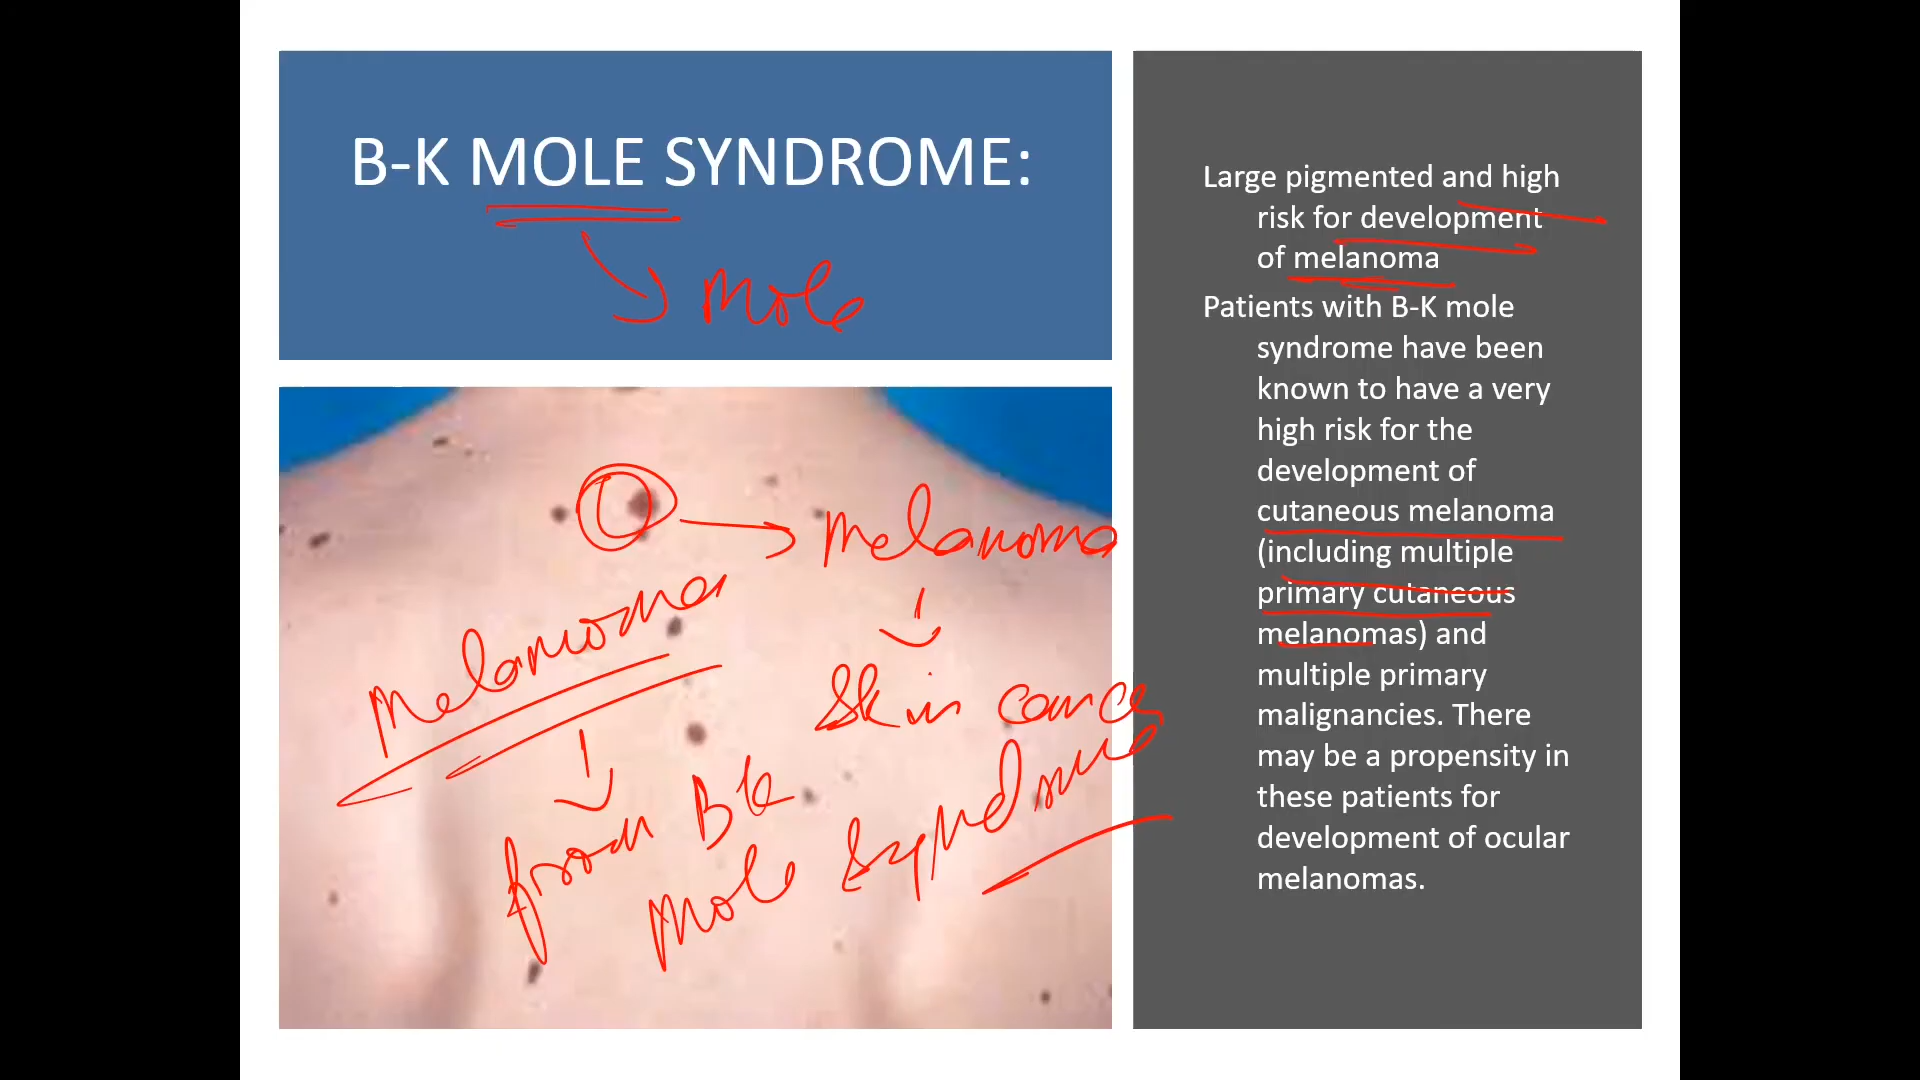 B-K MOLE SYNDROME:
mole
melanoma
melanoma
skin cance
from BK
mole syndrome
Large pigmented and high
risk for development
of melanoma
Patients with B-K mole
syndrome have been
known to have a very
high risk for the
development of
cutaneous melanoma
(including multiple
primary cutaneous
melanomas) and
multiple primary
malignancies. There
may be a propensity in
these patients for
development of ocular
melanomas.